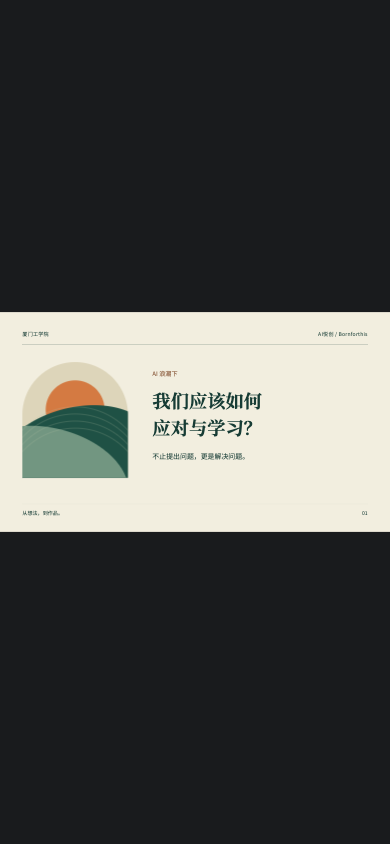 厦门工学院
AI悦创 / Bornforthis
AI 浪潮下
我们应该如何
应对与学习？
不止提出问题，更是解决问题。
从想法，到作品。
01